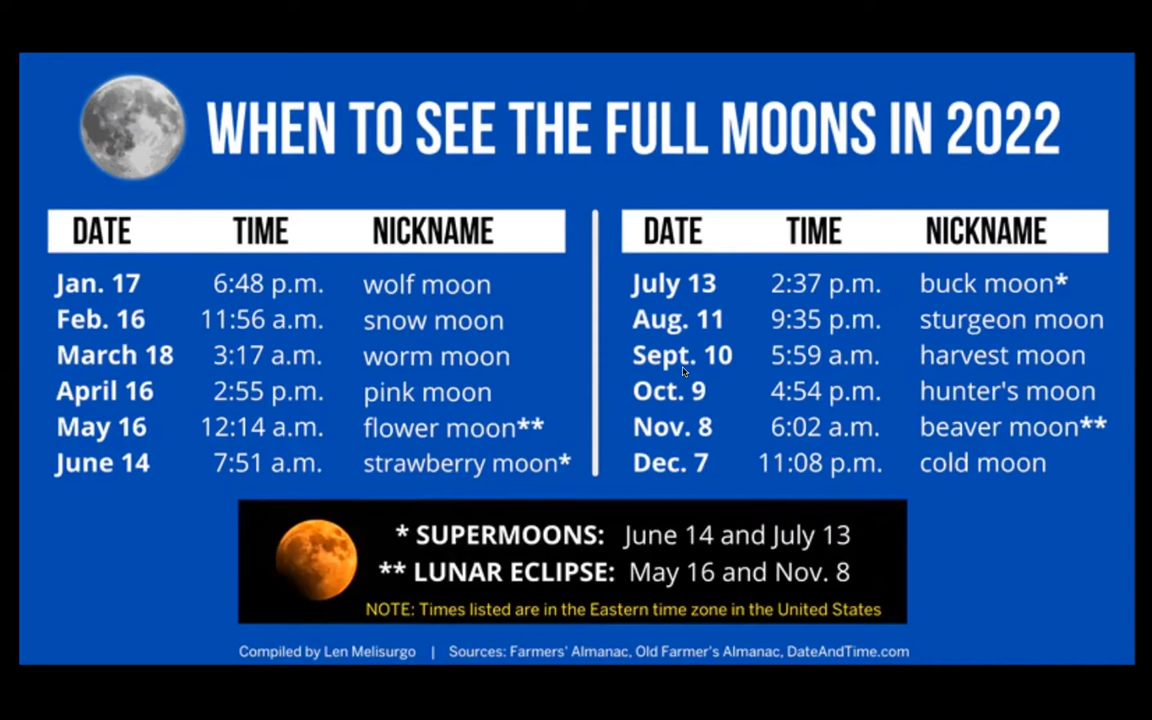 WHEN TO SEE THE FULL MOONS IN 2022
DATE TIME NICKNAME
Jan. 17 6:48 p.m. wolf moon
Feb. 16 11:56 a.m. snow moon
March 18 3:17 a.m. worm moon
April 16 2:55 p.m. pink moon
May 16 12:14 a.m. flower moon**
June 14 7:51 a.m. strawberry moon*
DATE TIME NICKNAME
July 13 2:37 p.m. buck moon*
Aug. 11 9:35 p.m. sturgeon moon
Sept. 10 5:59 a.m. harvest moon
Oct. 9 4:54 p.m. hunter's moon
Nov. 8 6:02 a.m. beaver moon**
Dec. 7 11:08 p.m. cold moon
* SUPERMOONS: June 14 and July 13
** LUNAR ECLIPSE: May 16 and Nov. 8
NOTE: Times listed are in the Eastern time zone in the United States
Compiled by Len Melisurgo | Sources: Farmers' Almanac, Old Farmer's Almanac, DateAndTime.com